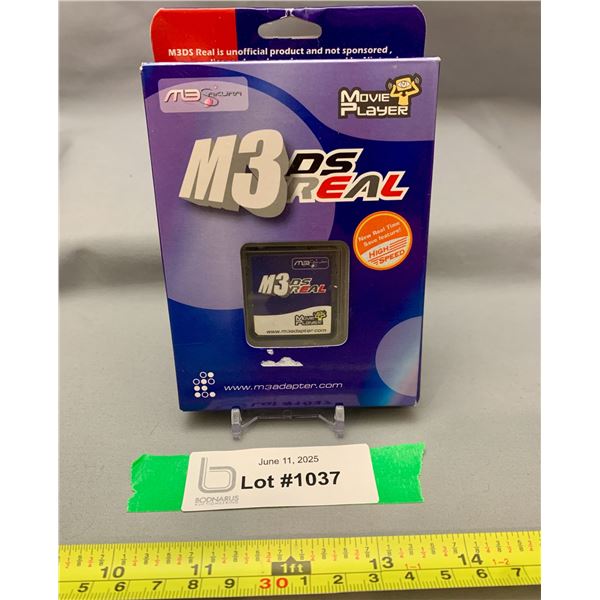 M3DS Real is unofficial product and not sponsored ,
M3 SAKURA
MOVIE
PLAYER
M3 DS
REAL
New Real Time
Save feature!
HIGH
SPEED
M3
M3 DS
REAL
MOVIE
PLAYER
www.m3adapter.com
www.m3adapter.com
June 11, 2025
Lot #1037
BODNARUS
AUCTIONEERING
10 11 1ft 13 14
5 6 7 8 9 30 1 2 3 4 5 6 7